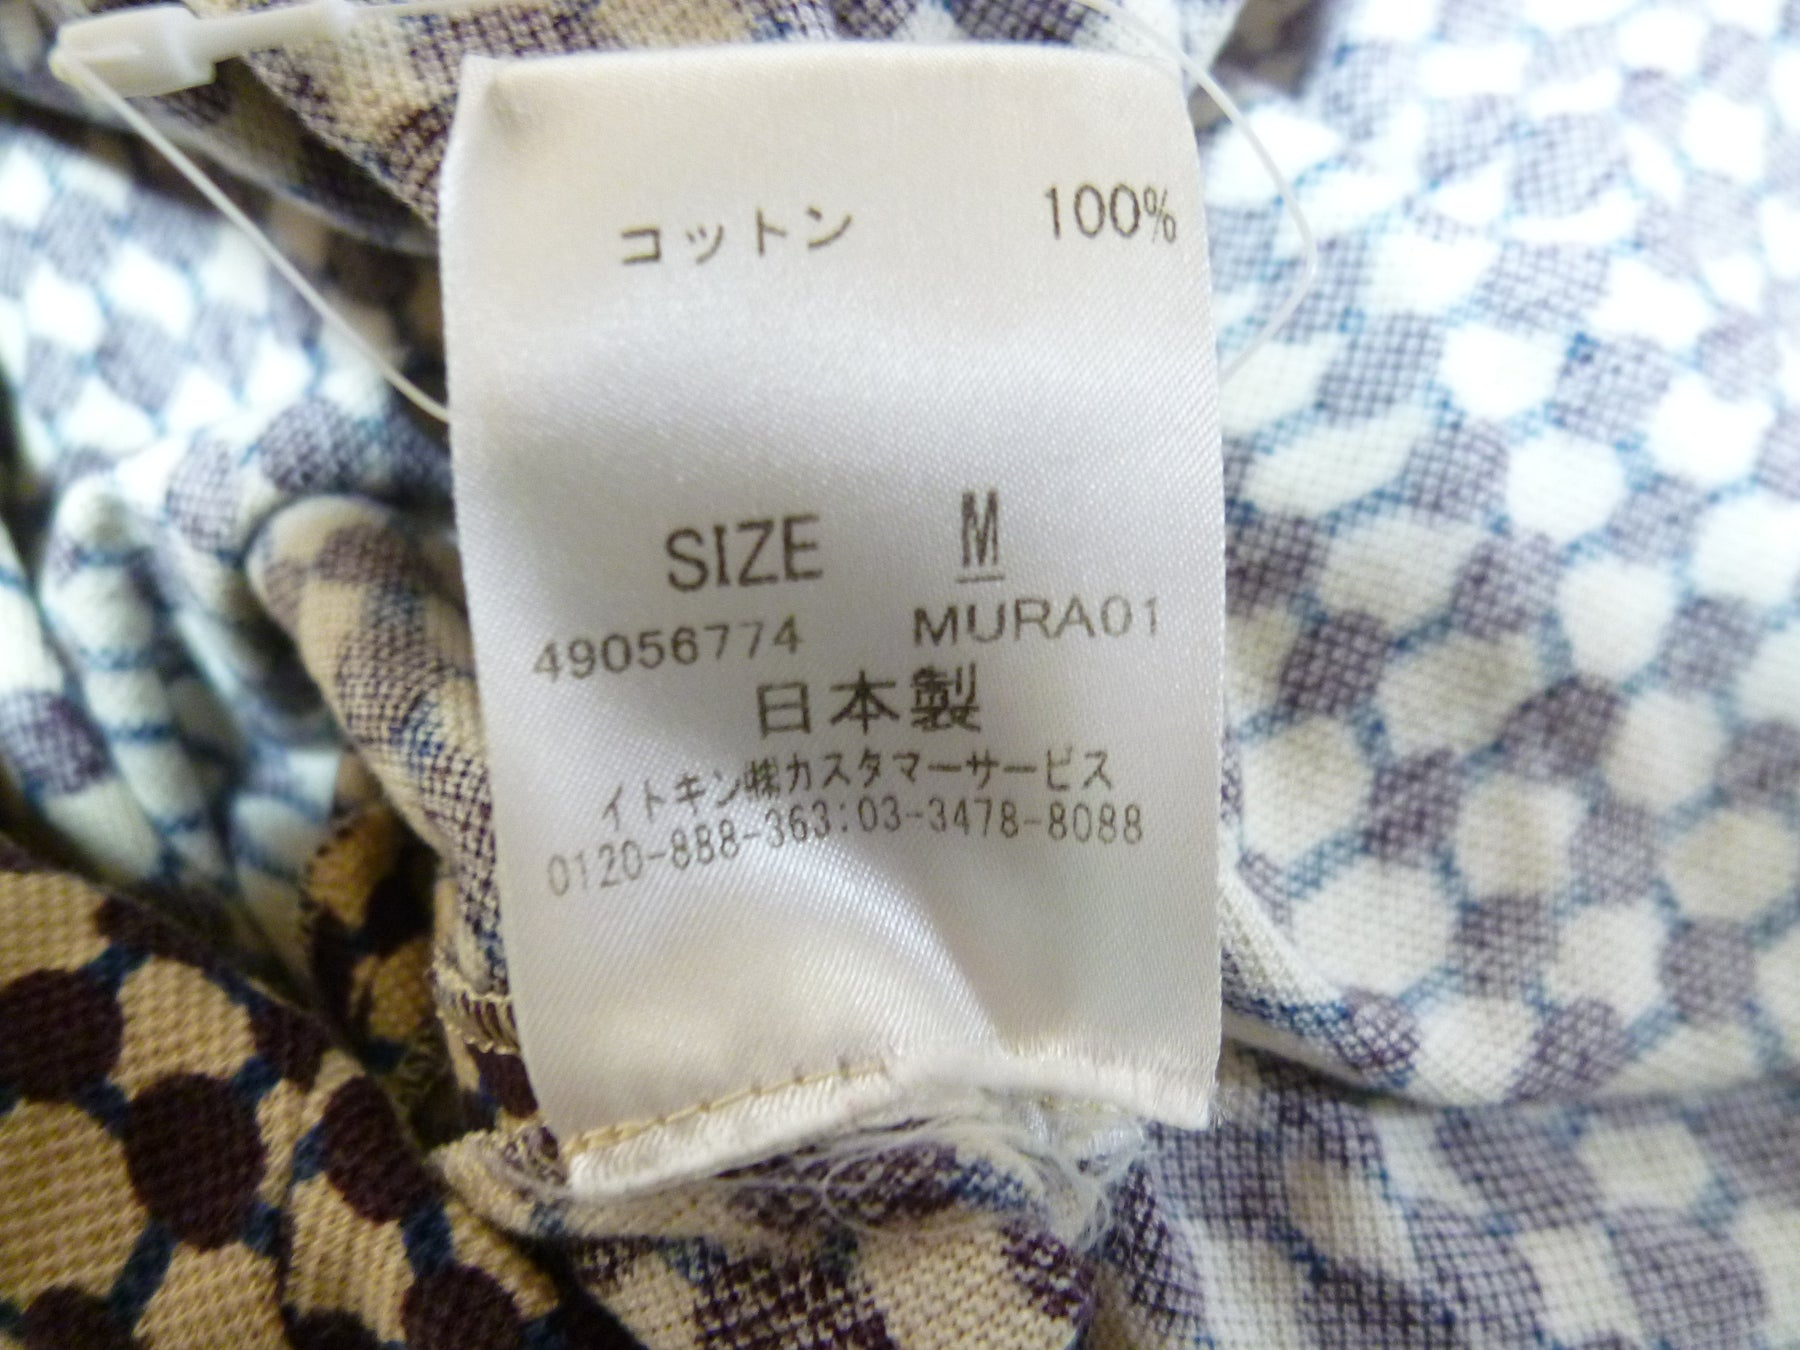 コットン 100%
SIZE M
49056774 MURA01
日本製
イトキン㈱カスタマーサービス
0120-888-363:03-3478-8088